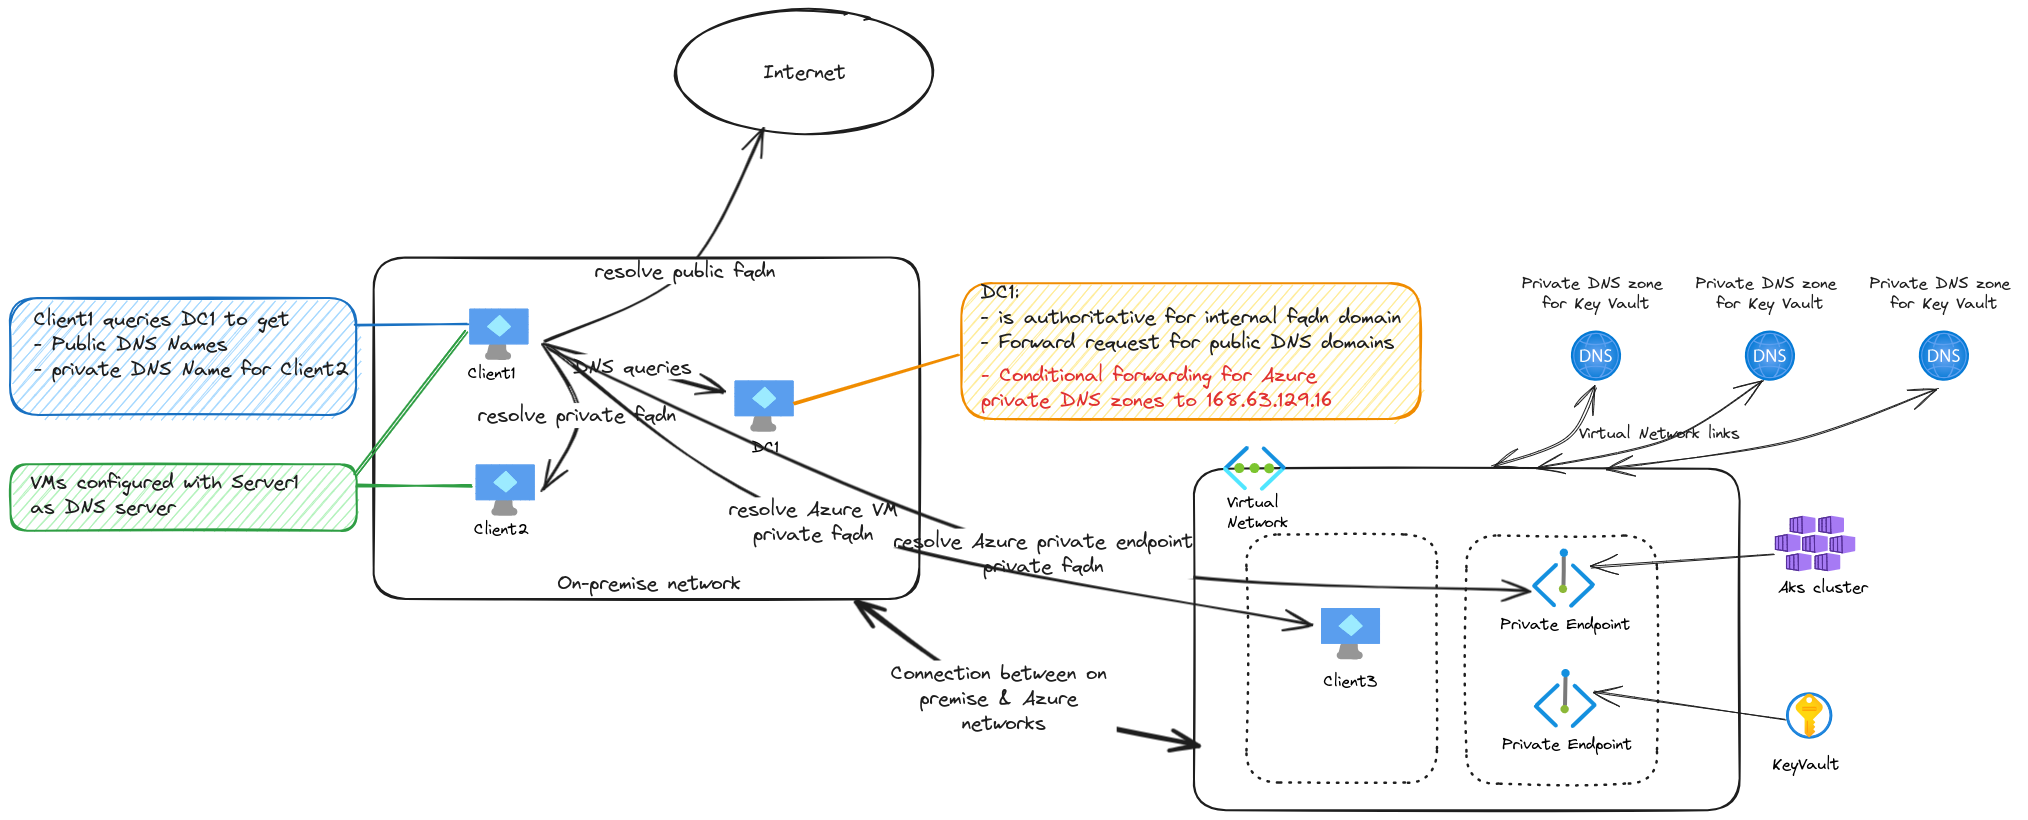 Internet
resolve public fqdn
Client1 queries DC1 to get
- Public DNS Names
- private DNS Name for Client2
Client1
DNS queries
resolve private fqdn
DC1
VMs configured with Server1
as DNS server
Client2
On-premise network
DC1:
- is authoritative for internal fqdn domain
- Forward request for public DNS domains
- Conditional forwarding for Azure
private DNS zones to 168.63.129.16
Private DNS zone
for Key Vault
Private DNS zone
for Key Vault
Private DNS zone
for Key Vault
DNS
DNS
DNS
Virtual Network links
Virtual
Network
resolve Azure VM
private fqdn
resolve Azure private endpoint
private fqdn
Connection between on
premise & Azure
networks
Client3
Private Endpoint
Private Endpoint
Aks cluster
KeyVault